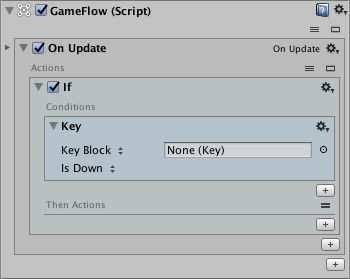 GameFlow (Script)
On Update On Update
Actions
If
Conditions
Key
Key Block None (Key)
Is Down
Then Actions